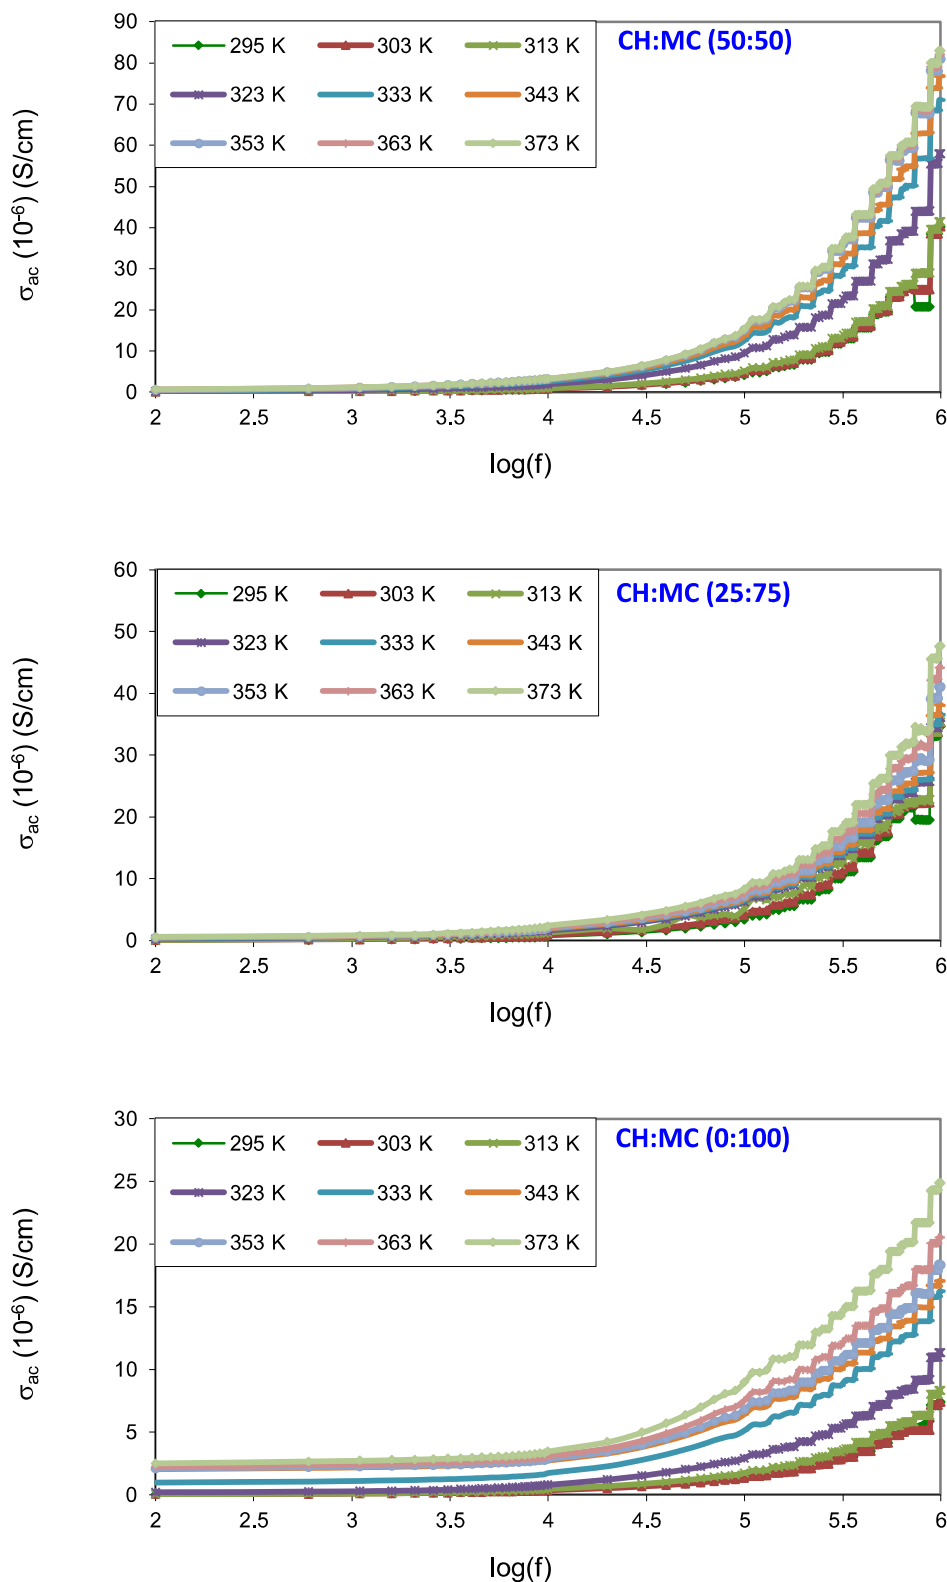 90
80
70
60
50
40
30
20
10
0
σac (10-6) (S/cm)
295 K 303 K 313 K
323 K 333 K 343 K
353 K 363 K 373 K
CH:MC (50:50)
2 2.5 3 3.5 4 4.5 5 5.5 6
log(f)
60
50
40
30
20
10
0
σac (10-6) (S/cm)
295 K 303 K 313 K
323 K 333 K 343 K
353 K 363 K 373 K
CH:MC (25:75)
2 2.5 3 3.5 4 4.5 5 5.5 6
log(f)
30
25
20
15
10
5
0
σac (10-6) (S/cm)
295 K 303 K 313 K
323 K 333 K 343 K
353 K 363 K 373 K
CH:MC (0:100)
2 2.5 3 3.5 4 4.5 5 5.5 6
log(f)